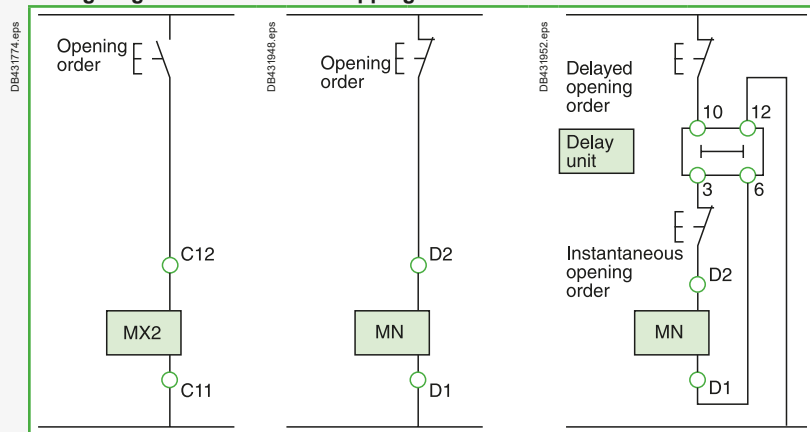 DB431774.eps
Opening
order
C12
MX2
C11
DB431948.eps
Opening
order
D2
MN
D1
DB431952.eps
Delayed
opening
order
10
12
Delay
unit
3
6
Instantaneous
opening
order
D2
MN
D1